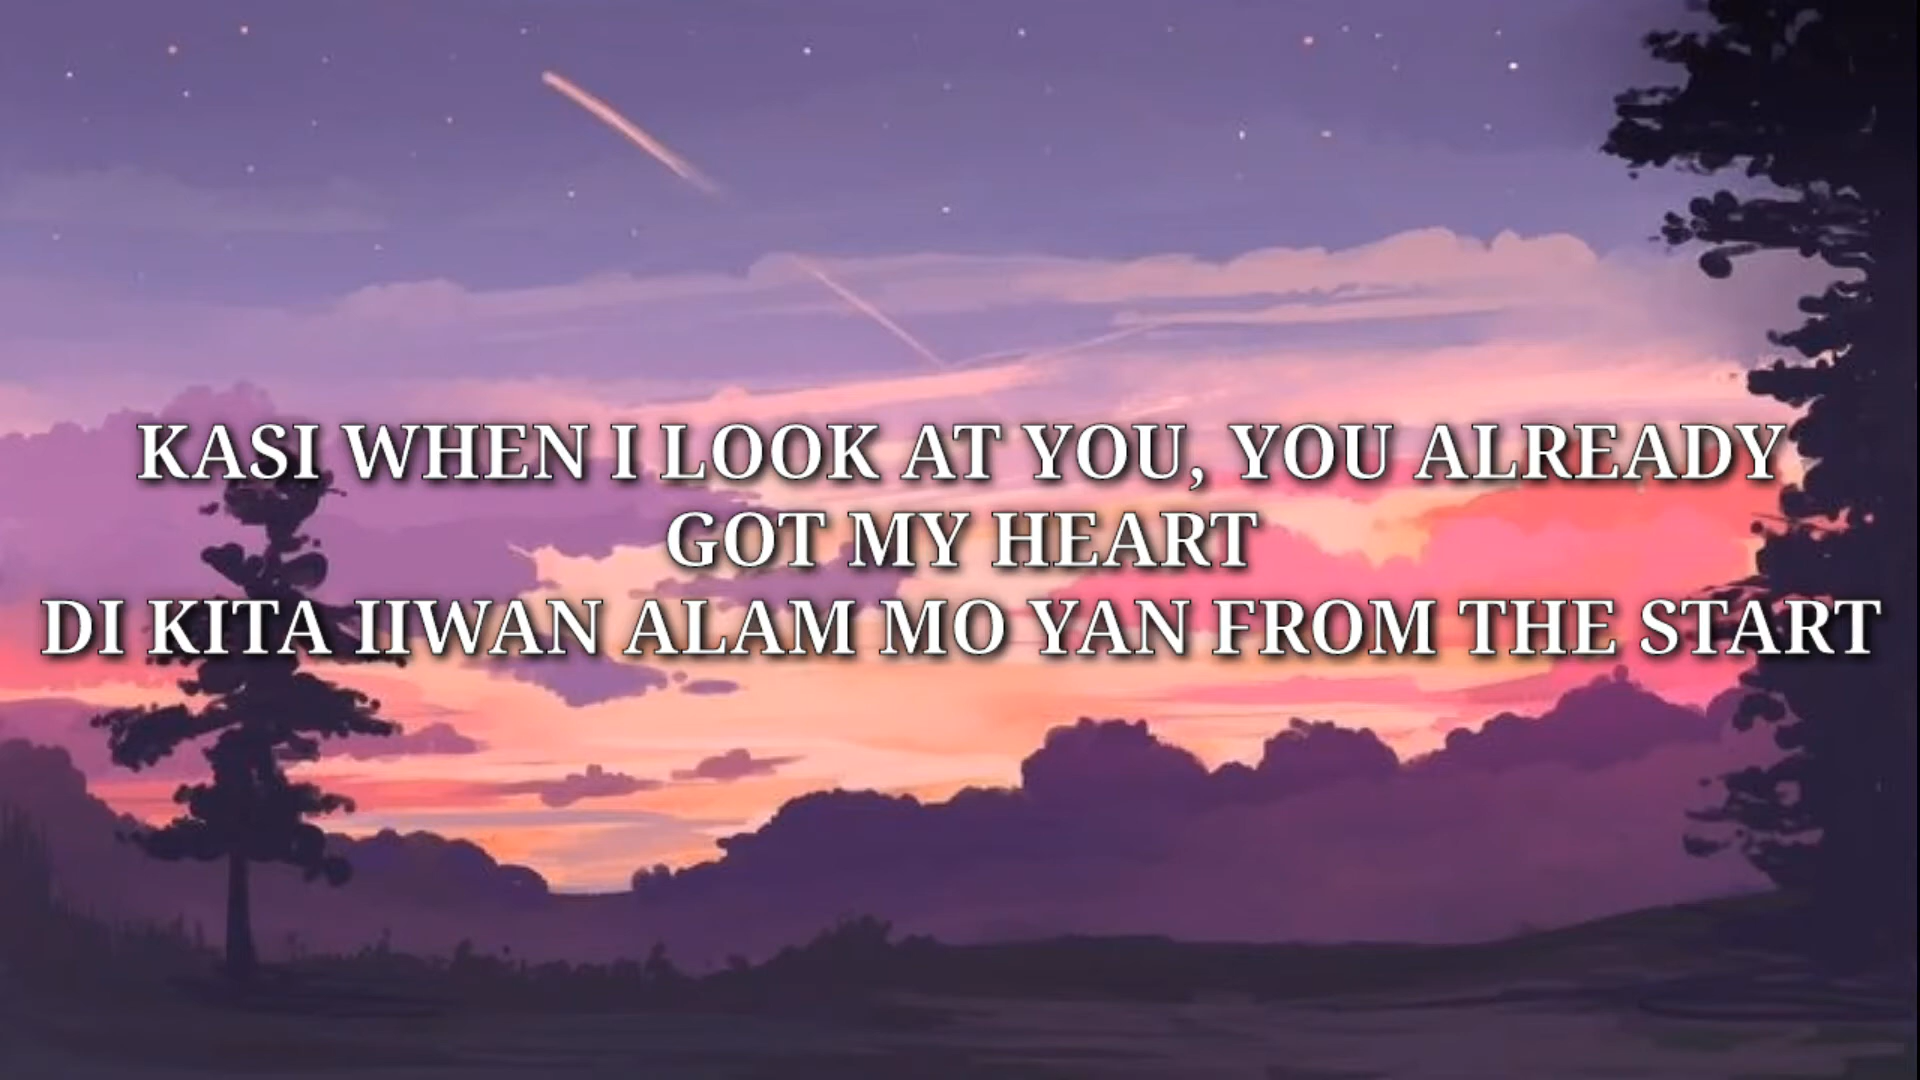 KASI WHEN I LOOK AT YOU, YOU ALREADY
GOT MY HEART
DI KITA IIWAN ALAM MO YAN FROM THE START